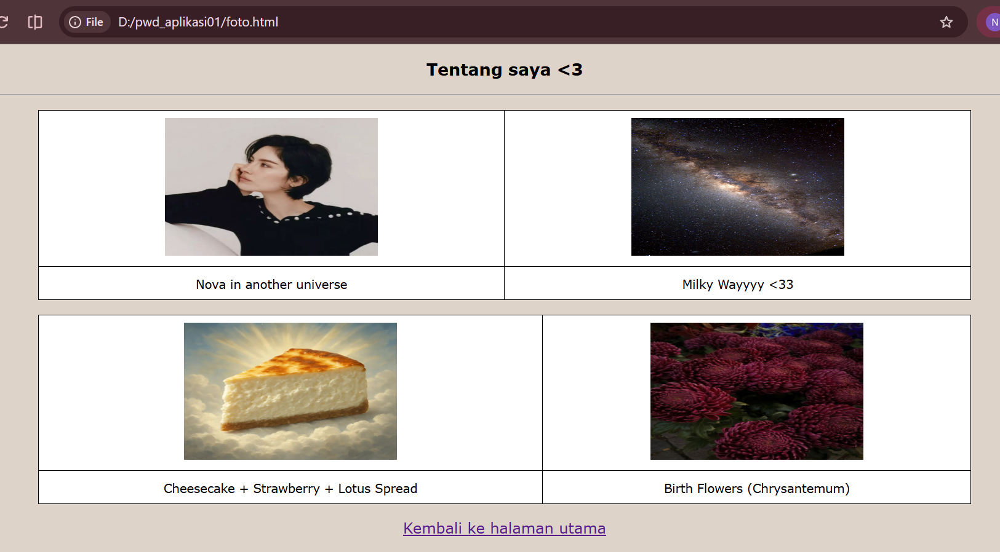 File D:/pwd_aplikasi01/foto.html
N
Tentang saya <3
Nova in another universe
Milky Wayyyy <33
Cheesecake + Strawberry + Lotus Spread
Birth Flowers (Chrysantemum)
Kembali ke halaman utama